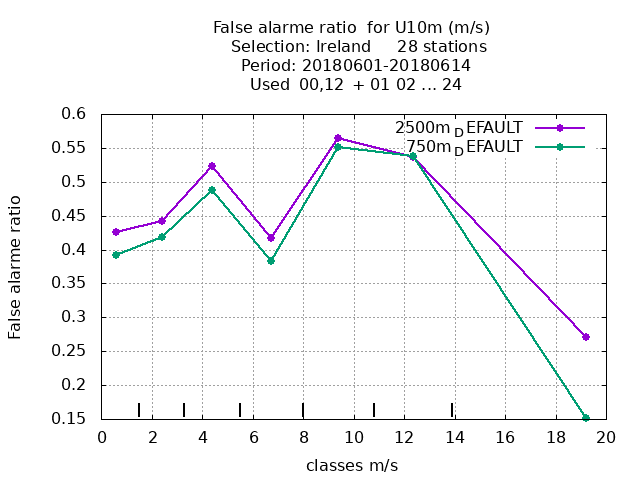 False alarme ratio  for U10m (m/s)
Selection: Ireland     28 stations
Period: 20180601-20180614
Used  00,12  + 01 02 ... 24
0.6
0.55
0.5
0.45
0.4
0.35
0.3
0.25
0.2
0.15
False alarme ratio
2500m_DEFAULT
750m_DEFAULT
0 2 4 6 8 10 12 14 16 18 20
classes m/s